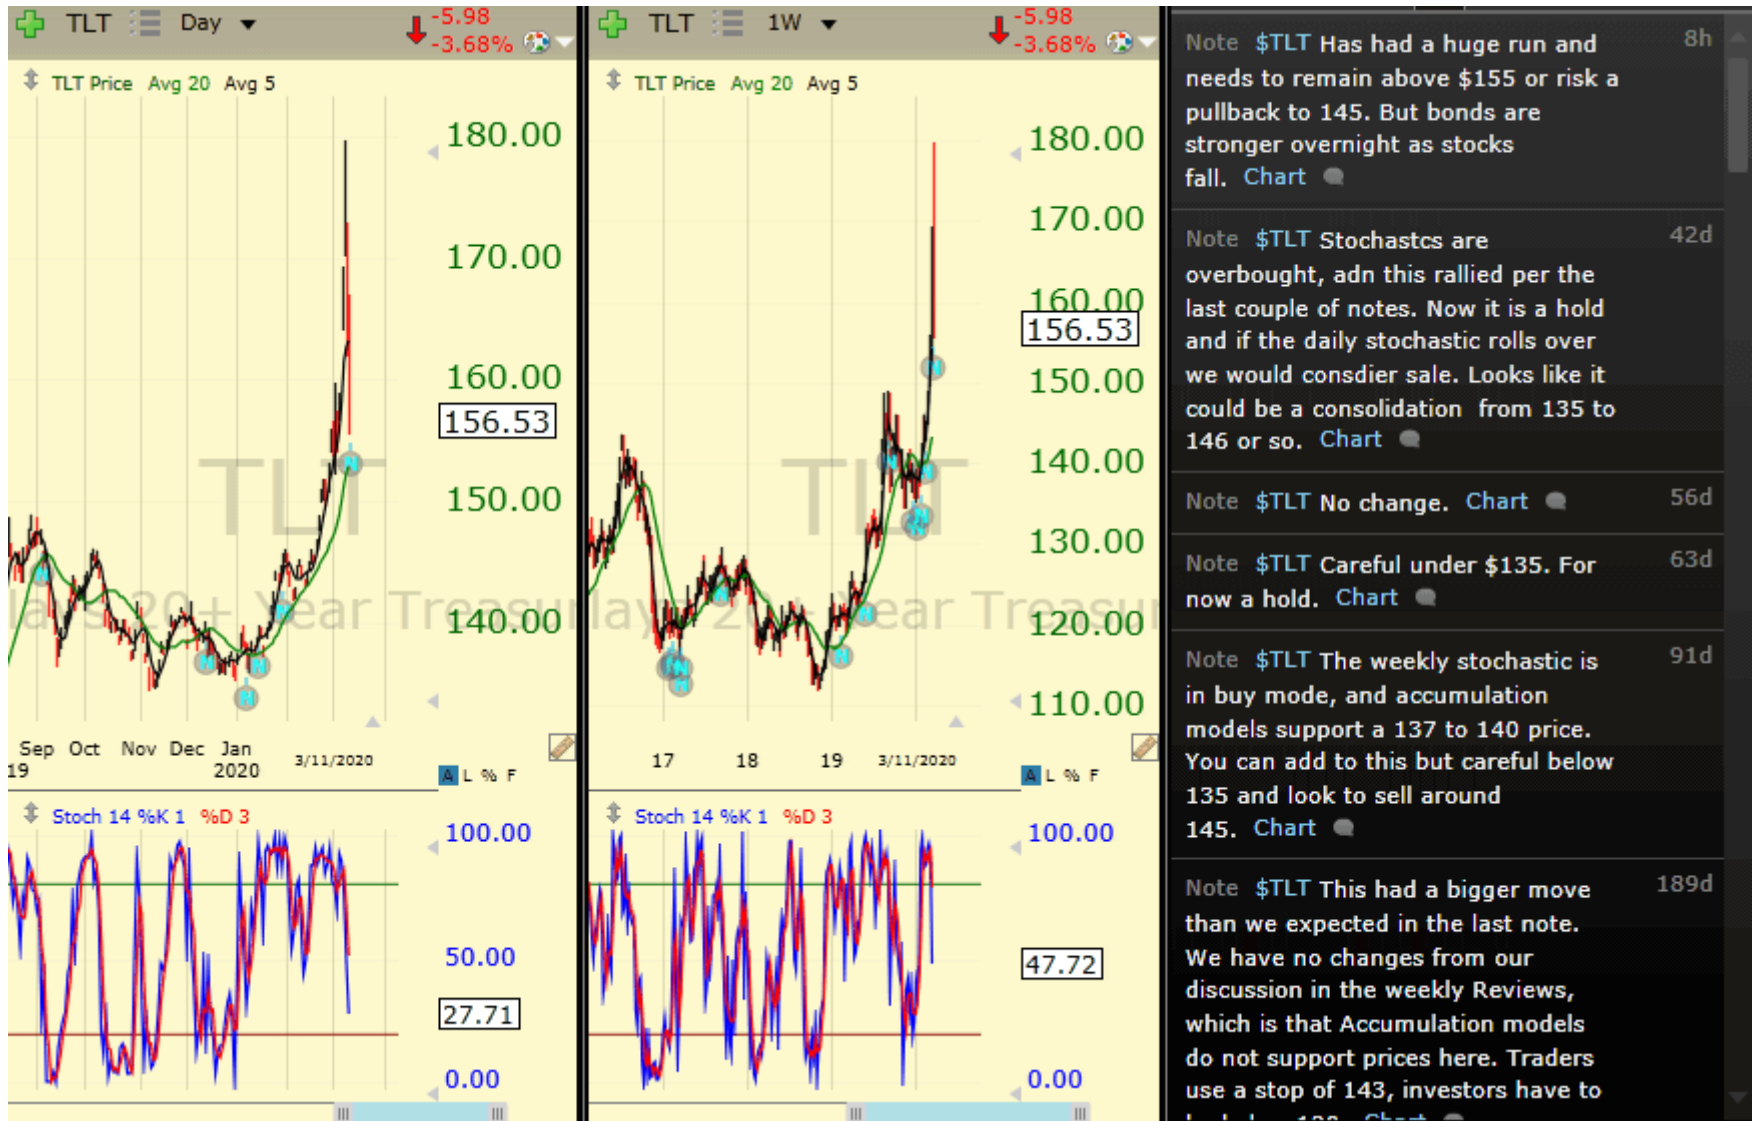 TLT Day -5.98
-3.68%
TLT Price Avg 20 Avg 5
180.00
170.00
160.00
156.53
150.00
140.00
TLT
lays 20+ Year Treasur
N N N N N N
Sep Oct Nov Dec Jan
19 2020 3/11/2020
A L % F
Stoch 14 %K 1 %D 3
100.00
50.00
27.71
0.00
TLT 1W -5.98
-3.68%
TLT Price Avg 20 Avg 5
180.00
170.00
160.00
156.53
150.00
140.00
130.00
120.00
110.00
TLT
lays 20+ Year Treasur
17 18 19 3/11/2020
A L % F
Stoch 14 %K 1 %D 3
100.00
47.72
0.00
Note $TLT Has had a huge run and 8h
needs to remain above $155 or risk a
pullback to 145. But bonds are
stronger overnight as stocks
fall. Chart
Note $TLT Stochastcs are 42d
overbought, adn this rallied per the
last couple of notes. Now it is a hold
and if the daily stochastic rolls over
we would consdier sale. Looks like it
could be a consolidation from 135 to
146 or so. Chart
Note $TLT No change. Chart 56d
Note $TLT Careful under $135. For 63d
now a hold. Chart
Note $TLT The weekly stochastic is 91d
in buy mode, and accumulation
models support a 137 to 140 price.
You can add to this but careful below
135 and look to sell around
145. Chart
Note $TLT This had a bigger move 189d
than we expected in the last note.
We have no changes from our
discussion in the weekly Reviews,
which is that Accumulation models
do not support prices here. Traders
use a stop of 143, investors have to